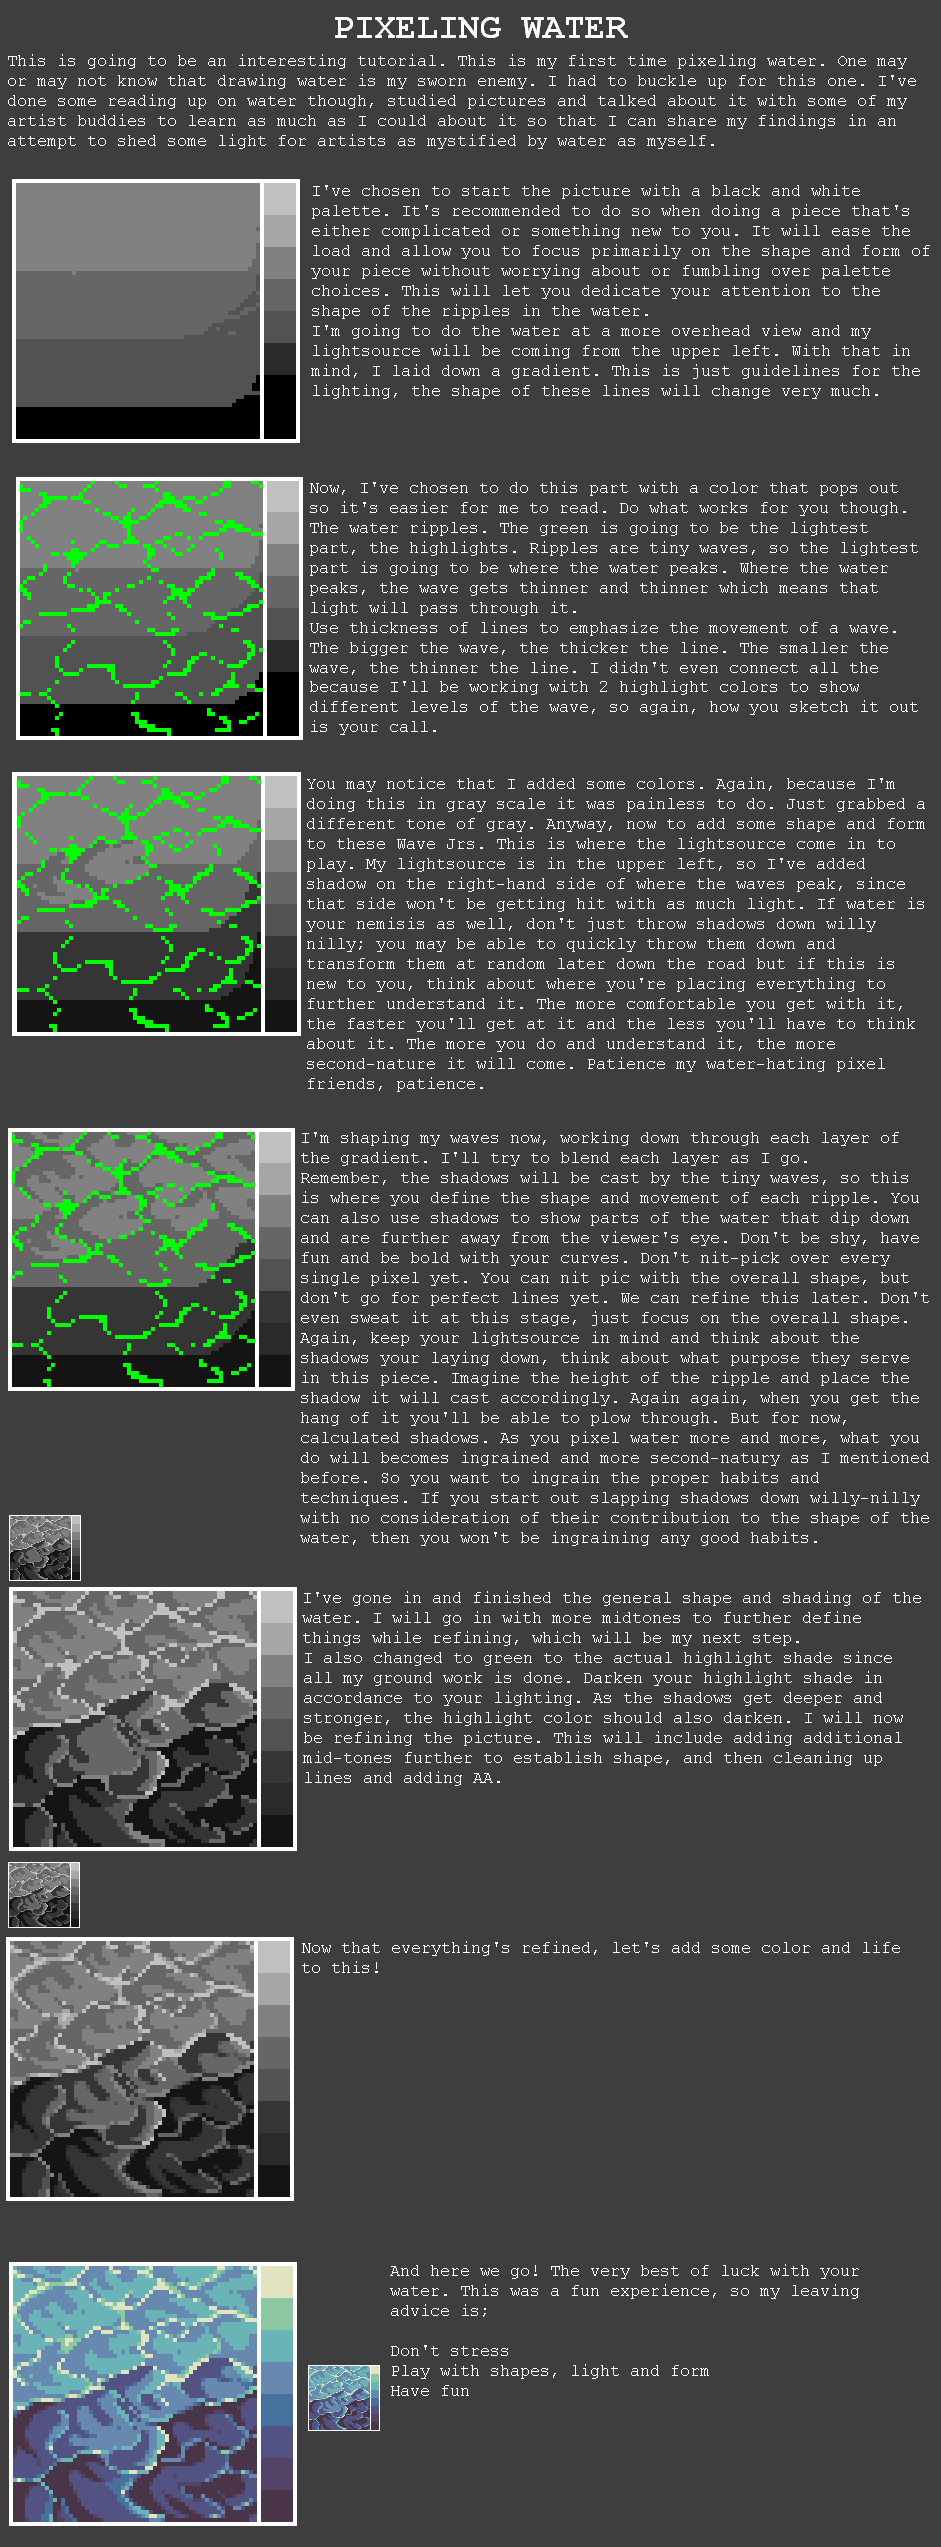 PIXELING WATER
This is going to be an interesting tutorial. This is my first time pixeling water. One may
or may not know that drawing water is my sworn enemy. I had to buckle up for this one. I've
done some reading up on water though, studied pictures and talked about it with some of my
artist buddies to learn as much as I could about it so that I can share my findings in an
attempt to shed some light for artists as mystified by water as myself.
I've chosen to start the picture with a black and white
palette. It's recommended to do so when doing a piece that's
either complicated or something new to you. It will ease the
load and allow you to focus primarily on the shape and form of
your piece without worrying about or fumbling over palette
choices. This will let you dedicate your attention to the
shape of the ripples in the water.
I'm going to do the water at a more overhead view and my
lightsource will be coming from the upper left. With that in
mind, I laid down a gradient. This is just guidelines for the
lighting, the shape of these lines will change very much.
Now, I've chosen to do this part with a color that pops out
so it's easier for me to read. Do what works for you though.
The water ripples. The green is going to be the lightest
part, the highlights. Ripples are tiny waves, so the lightest
part is going to be where the water peaks. Where the water
peaks, the wave gets thinner and thinner which means that
light will pass through it.
Use thickness of lines to emphasize the movement of a wave.
The bigger the wave, the thicker the line. The smaller the
wave, the thinner the line. I didn't even connect all the
because I'll be working with 2 highlight colors to show
different levels of the wave, so again, how you sketch it out
is your call.
You may notice that I added some colors. Again, because I'm
doing this in gray scale it was painless to do. Just grabbed a
different tone of gray. Anyway, now to add some shape and form
to these Wave Jrs. This is where the lightsource come in to
play. My lightsource is in the upper left, so I've added
shadow on the right-hand side of where the waves peak, since
that side won't be getting hit with as much light. If water is
your nemisis as well, don't just throw shadows down willy
nilly; you may be able to quickly throw them down and
transform them at random later down the road but if this is
new to you, think about where you're placing everything to
further understand it. The more comfortable you get with it,
the faster you'll get at it and the less you'll have to think
about it. The more you do and understand it, the more
second-nature it will come. Patience my water-hating pixel
friends, patience.
I'm shaping my waves now, working down through each layer of
the gradient. I'll try to blend each layer as I go.
Remember, the shadows will be cast by the tiny waves, so this
is where you define the shape and movement of each ripple. You
can also use shadows to show parts of the water that dip down
and are further away from the viewer's eye. Don't be shy, have
fun and be bold with your curves. Don't nit-pick over every
single pixel yet. You can nit pic with the overall shape, but
don't go for perfect lines yet. We can refine this later. Don't
even sweat it at this stage, just focus on the overall shape.
Again, keep your lightsource in mind and think about the
shadows your laying down, think about what purpose they serve
in this piece. Imagine the height of the ripple and place the
shadow it will cast accordingly. Again again, when you get the
hang of it you'll be able to plow through. But for now,
calculated shadows. As you pixel water more and more, what you
do will becomes ingrained and more second-natury as I mentioned
before. So you want to ingrain the proper habits and
techniques. If you start out slapping shadows down willy-nilly
with no consideration of their contribution to the shape of the
water, then you won't be ingraining any good habits.
I've gone in and finished the general shape and shading of the
water. I will go in with more midtones to further define
things while refining, which will be my next step.
I also changed to green to the actual highlight shade since
all my ground work is done. Darken your highlight shade in
accordance to your lighting. As the shadows get deeper and
stronger, the highlight color should also darken. I will now
be refining the picture. This will include adding additional
mid-tones further to establish shape, and then cleaning up
lines and adding AA.
Now that everything's refined, let's add some color and life
to this!
And here we go! The very best of luck with your
water. This was a fun experience, so my leaving
advice is;
Don't stress
Play with shapes, light and form
Have fun